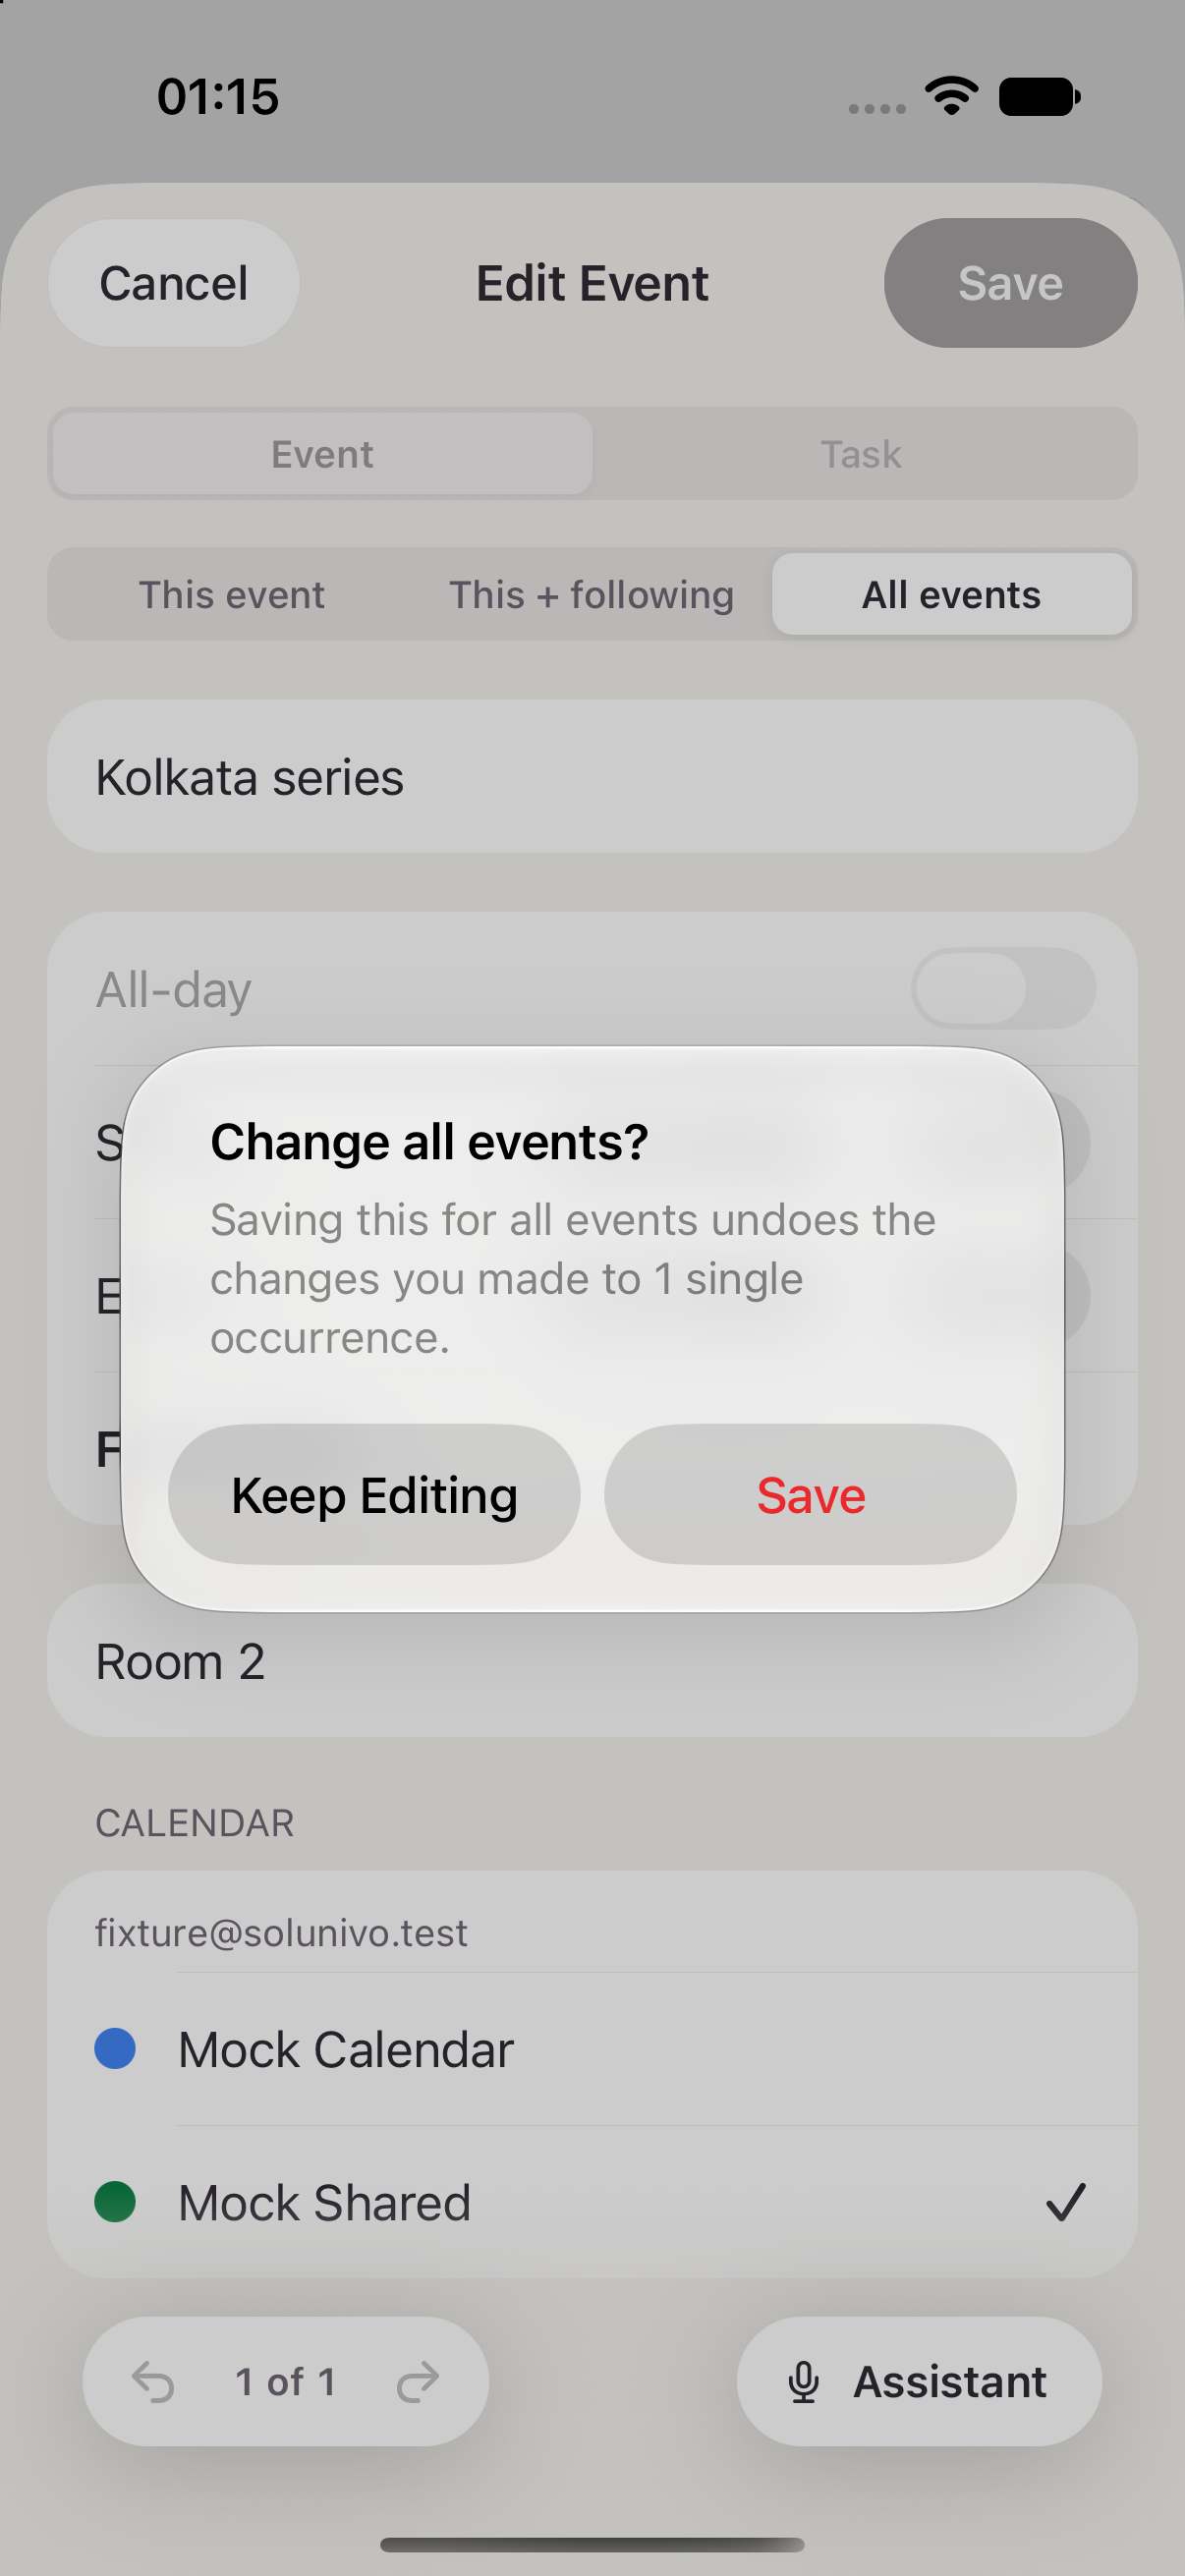 01:15
Cancel
Edit Event
Save
Event
Task
This event
This + following
All events
Kolkata series
All-day
Change all events?
Saving this for all events undoes the
changes you made to 1 single
occurrence.
Keep Editing
Save
Room 2
CALENDAR
fixture@solunivo.test
Mock Calendar
Mock Shared
1 of 1
Assistant